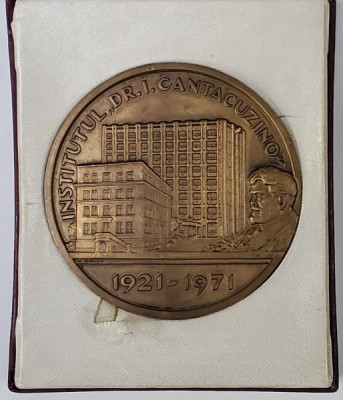 INSTITUTUL „DR. I. CANTACUZINO”
1921-1971